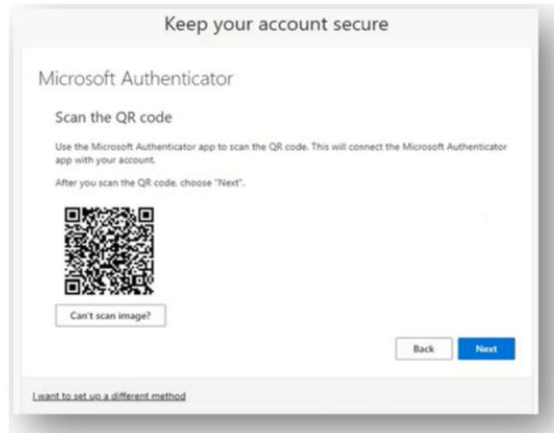 Keep your account secure
Microsoft Authenticator
Scan the QR code
Use the Microsoft Authenticator app to scan the QR code. This will connect the Microsoft Authenticator
app with your account.
After you scan the QR code, choose "Next".
Can't scan image?
Back
Next
I want to set up a different method